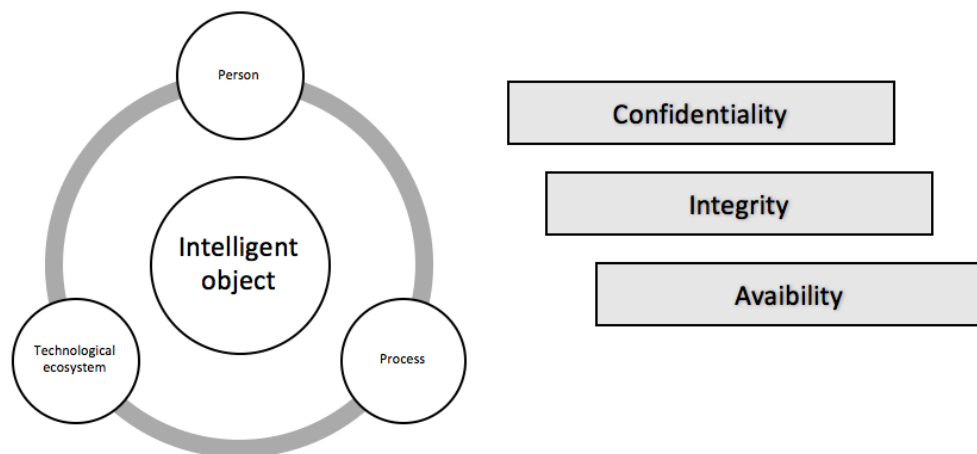 Person
Intelligent
object
Technological
ecosystem
Process
Confidentiality
Integrity
Avaibility